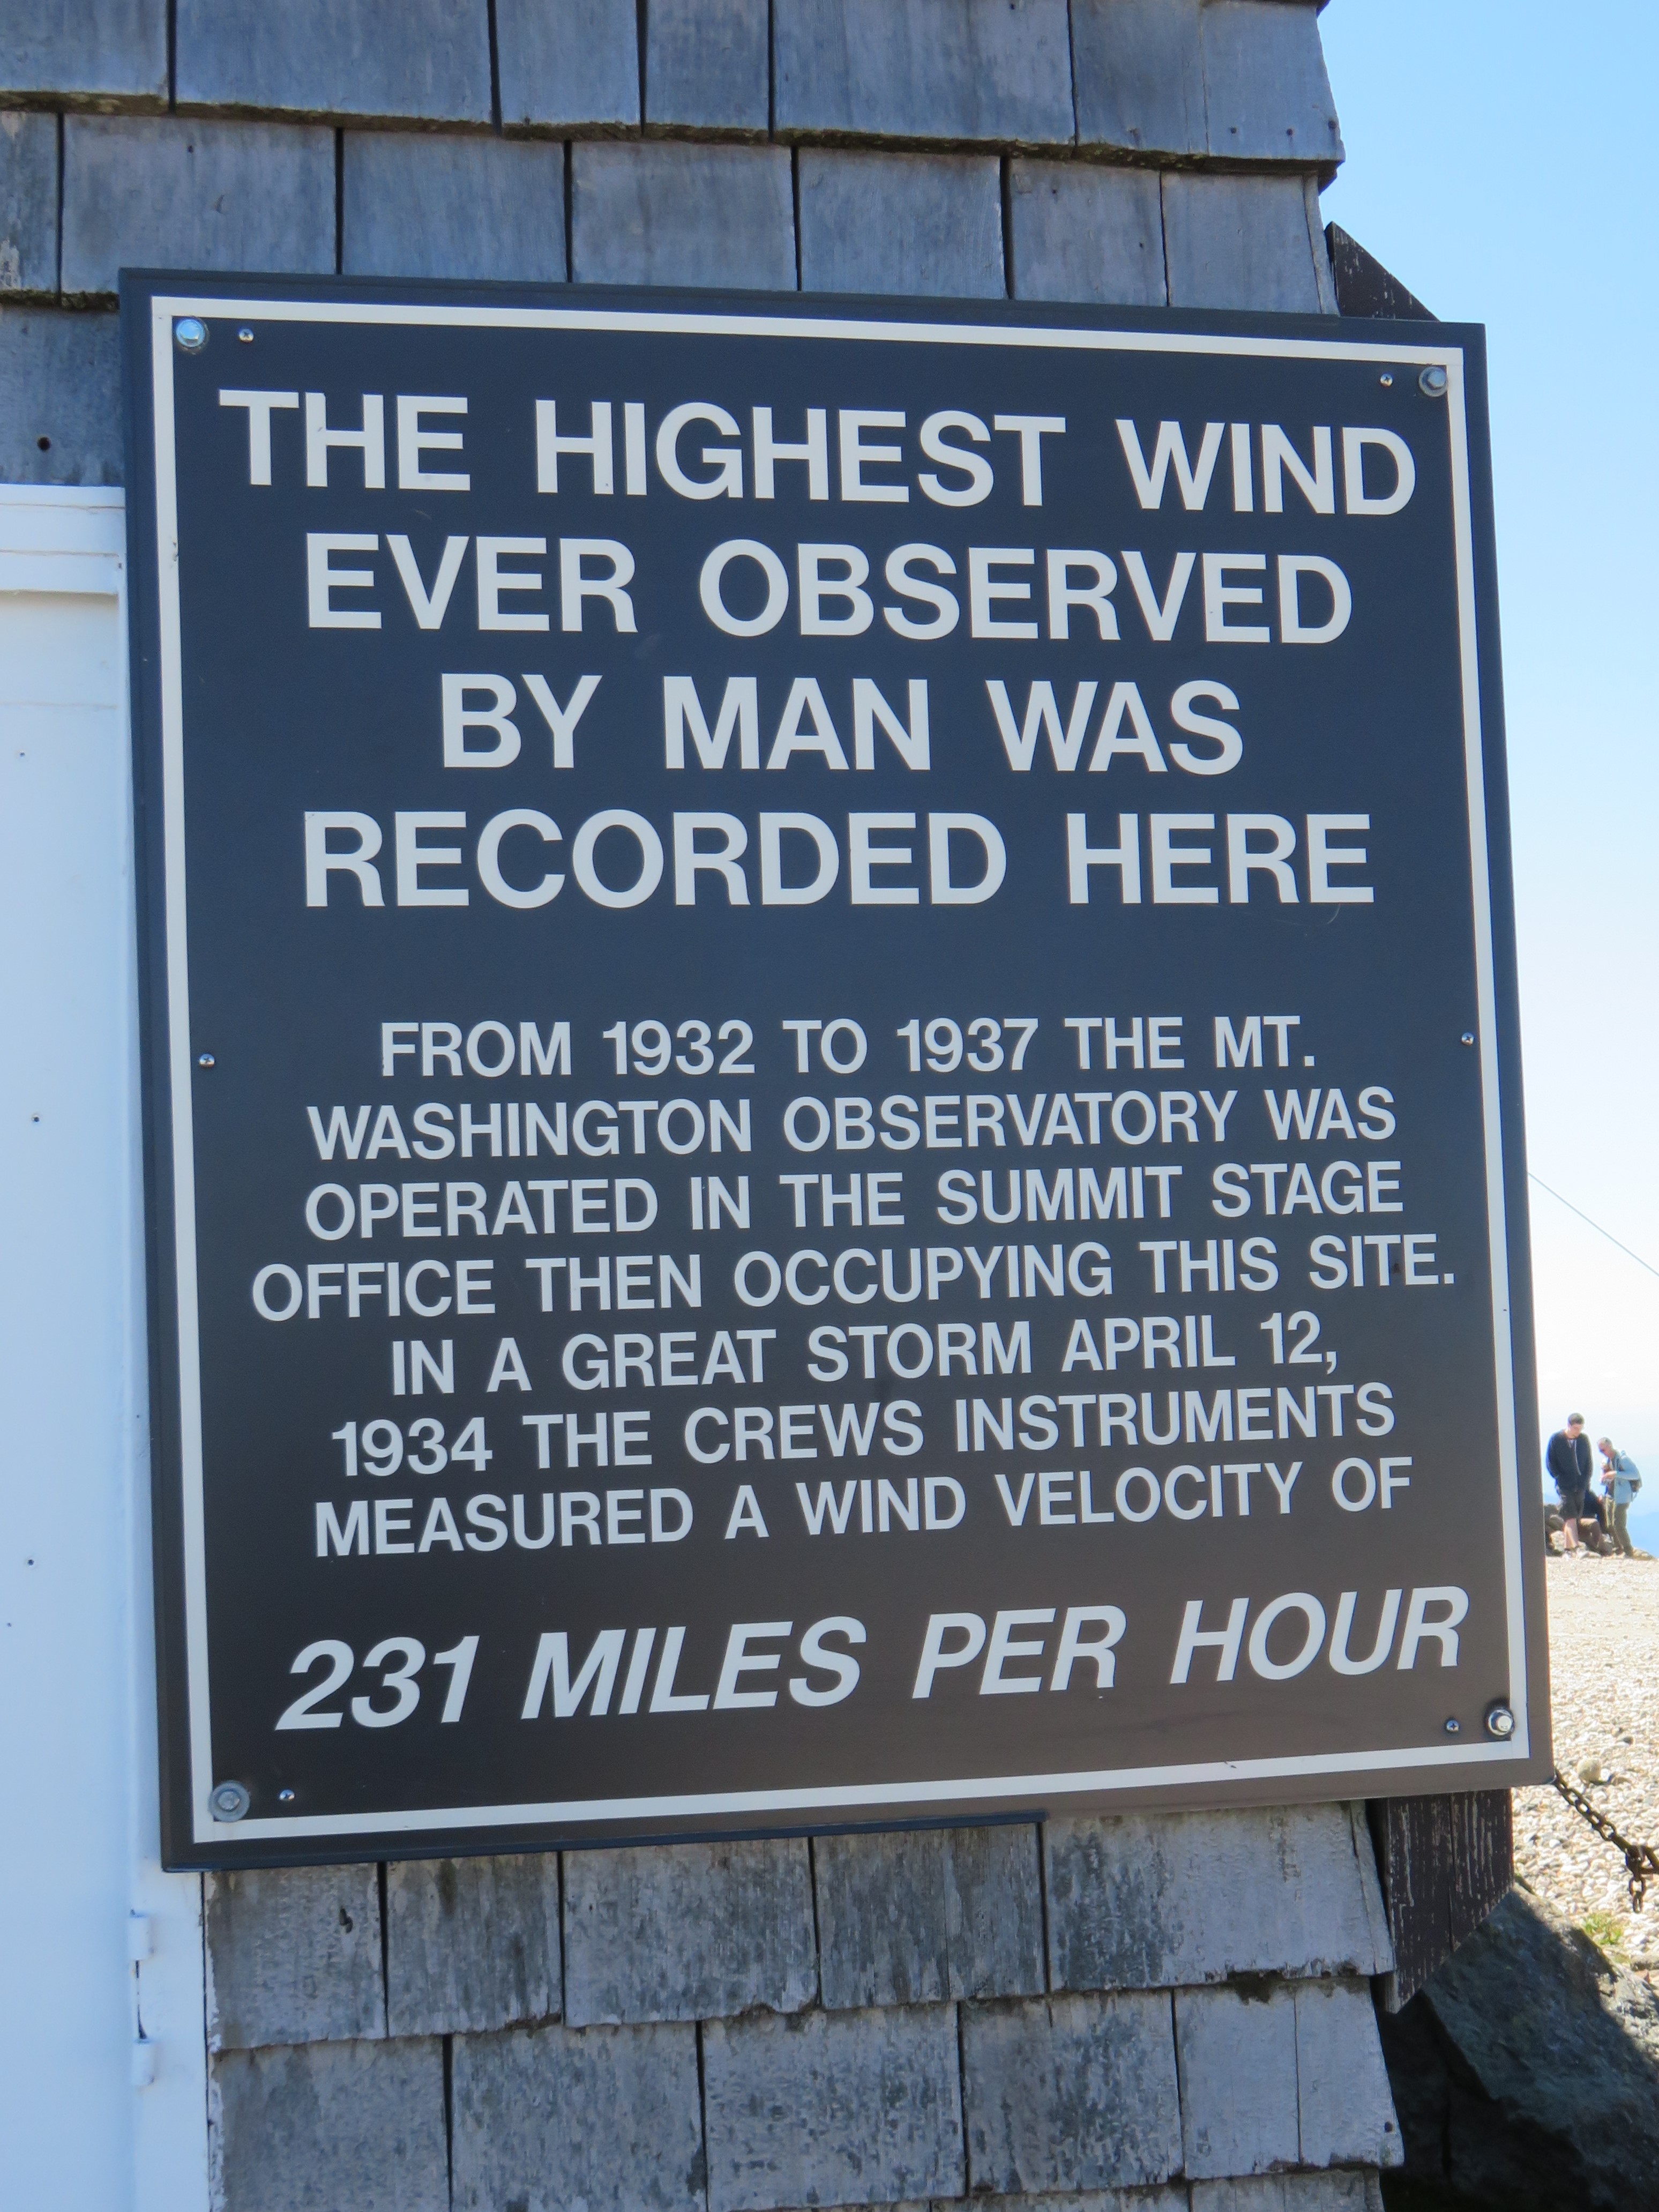 THE HIGHEST WIND
EVER OBSERVED
BY MAN WAS
RECORDED HERE
FROM 1932 TO 1937 THE MT.
WASHINGTON OBSERVATORY WAS
OPERATED IN THE SUMMIT STAGE
OFFICE THEN OCCUPYING THIS SITE.
IN A GREAT STORM APRIL 12,
1934 THE CREWS INSTRUMENTS
MEASURED A WIND VELOCITY OF
231 MILES PER HOUR